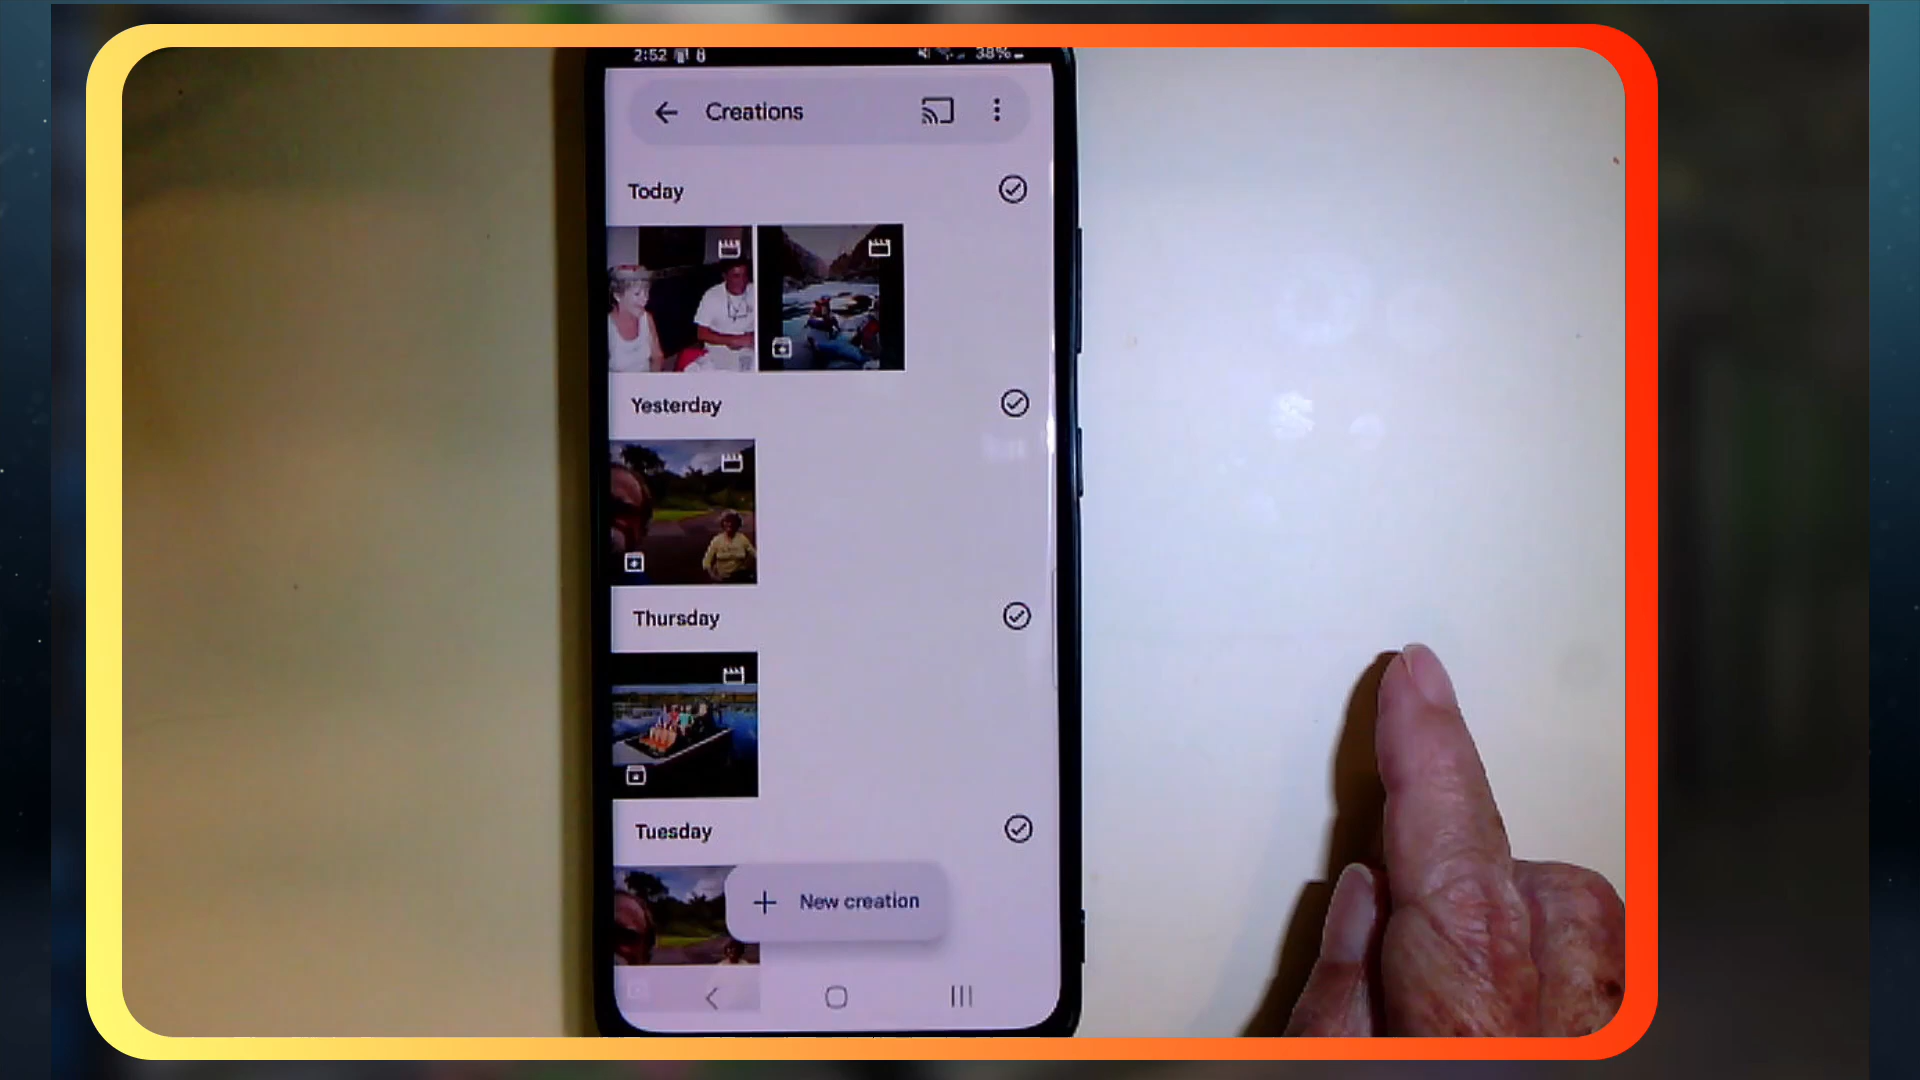 2:52
38%
Creations
Today
Yesterday
Thursday
Tuesday
+ New creation